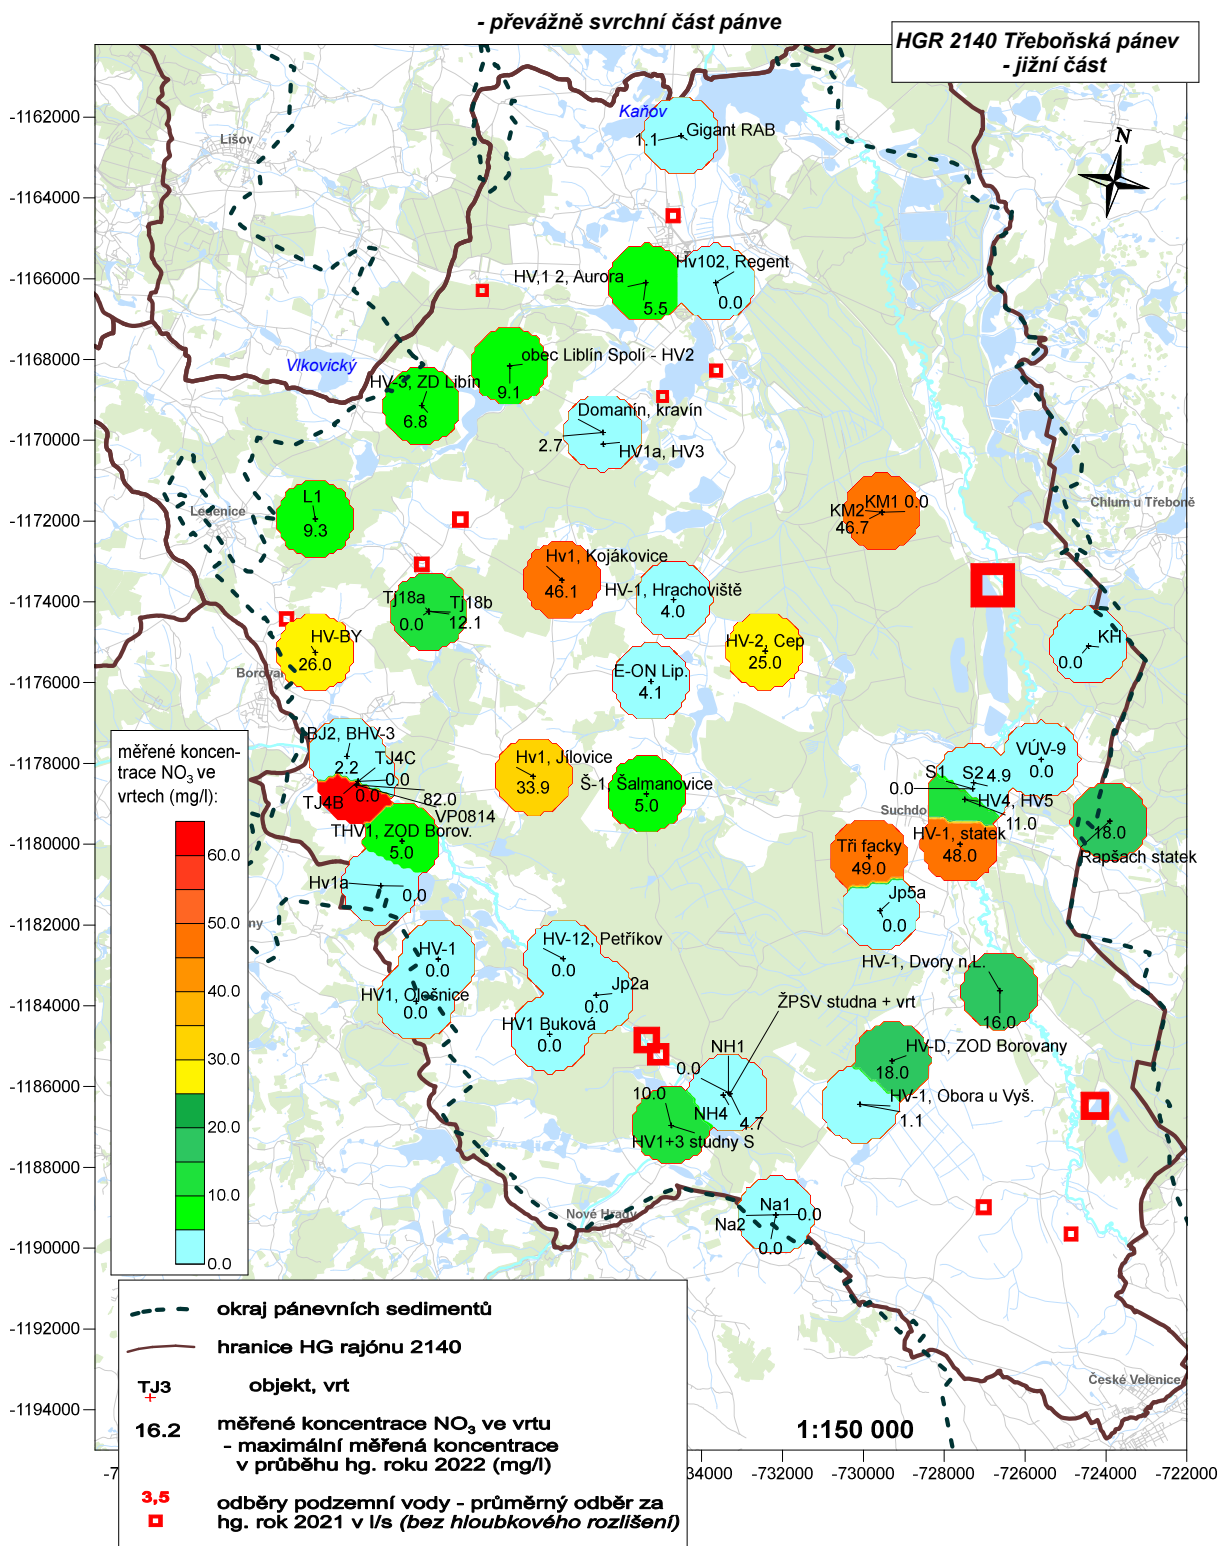 - převážně svrchní část pánve
HGR 2140 Třeboňská pánev
- jižní část
-1162000
-1164000
-1166000
-1168000
-1170000
-1172000
-1174000
-1176000
-1178000
-1180000
-1182000
-1184000
-1186000
-1188000
-1190000
-1192000
-1194000
Kaňov
Lišov
N
1.1
Gigant RAB
HV,1 2, Aurora
5.5
Hv102, Regent
0.0
Vlkovický
obec Liblín Spolí - HV2
9.1
HV-3, ZD Libín
6.8
Domanín, kravín
2.7
HV1a, HV3
L1
9.3
Ledenice
KM1 0.0
KM2
46.7
Chlum u Třeboně
Hv1, Kojákovice
46.1
HV-1, Hrachoviště
4.0
Tj18a
Tj18b
0.0
12.1
HV-BY
26.0
HV-2, Cep
25.0
KH
0.0
E-ON Lip.
4.1
BJ2, BHV-3
2.2
TJ4C
0.0
0.0
82.0
TJ4B
VP0814
Hv1, Jílovice
33.9
Š-1, Šalmanovice
5.0
VÚV-9
0.0
S1
S2
4.9
0.0
HV4, HV5
11.0
THV1, ZOD Borov.
5.0
Tři facky
49.0
HV-1, statek
48.0
18.0
Rapšach statek
Hv1a
0.0
Jp5a
0.0
HV-1
0.0
HV1, Olešnice
0.0
HV-12, Petříkov
0.0
Jp2a
0.0
HV1 Buková
0.0
HV-1, Dvory n.L.
16.0
ŽPSV studna + vrt
NH1
0.0
NH4
4.7
10.0
HV1+3 studny S
HV-D, ZOD Borovany
18.0
HV-1, Obora u Vyš.
1.1
Nové Hrady
Na1
0.0
Na2
0.0
České Velenice
měřené koncen-
trace NO₃ ve
vrtech (mg/l):
60.0
50.0
40.0
30.0
20.0
10.0
0.0
okraj pánevních sedimentů
hranice HG rajónu 2140
TJ3 objekt, vrt
16.2 měřené koncentrace NO₃ ve vrtu
- maximální měřená koncentrace
v průběhu hg. roku 2022 (mg/l)
3,5 odběry podzemní vody - průměrný odběr za
hg. rok 2021 v l/s (bez hloubkového rozlišení)
1:150 000
-732000
-730000
-728000
-726000
-724000
-722000